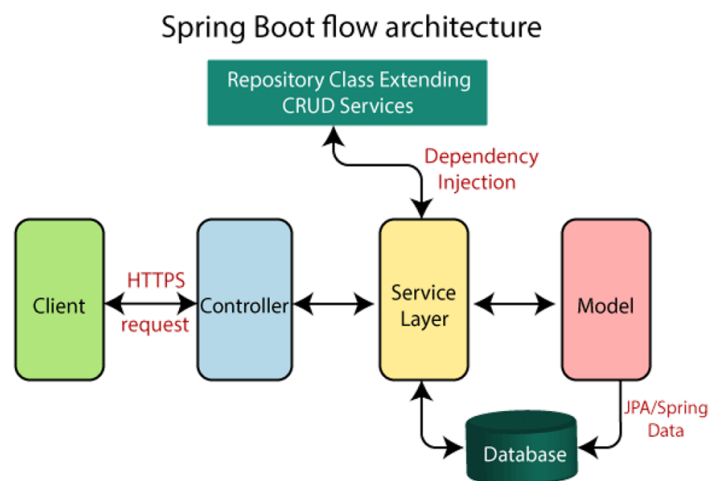 Spring Boot flow architecture
Repository Class Extending
CRUD Services
Dependency
Injection
Client
HTTPS
request
Controller
Service
Layer
Model
JPA/Spring
Data
Database